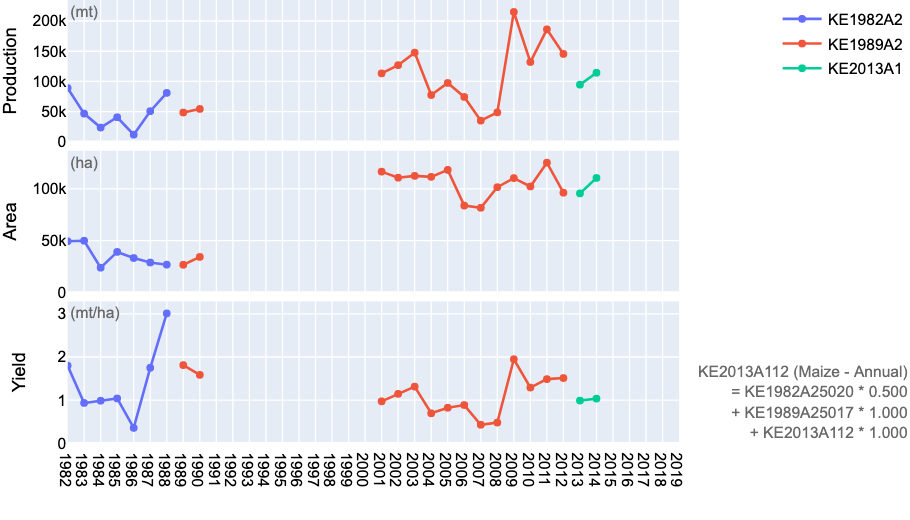 (mt)
200k
150k
100k
50k
0
Production
KE1982A2
KE1989A2
KE2013A1
(ha)
100k
50k
0
Area
(mt/ha)
3
2
1
0
Yield
KE2013A112 (Maize - Annual)
= KE1982A25020 * 0.500
+ KE1989A25017 * 1.000
+ KE2013A112 * 1.000
1982
1983
1984
1985
1986
1987
1988
1989
1990
1991
1992
1993
1994
1995
1996
1997
1998
1999
2000
2001
2002
2003
2004
2005
2006
2007
2008
2009
2010
2011
2012
2013
2014
2015
2016
2017
2018
2019